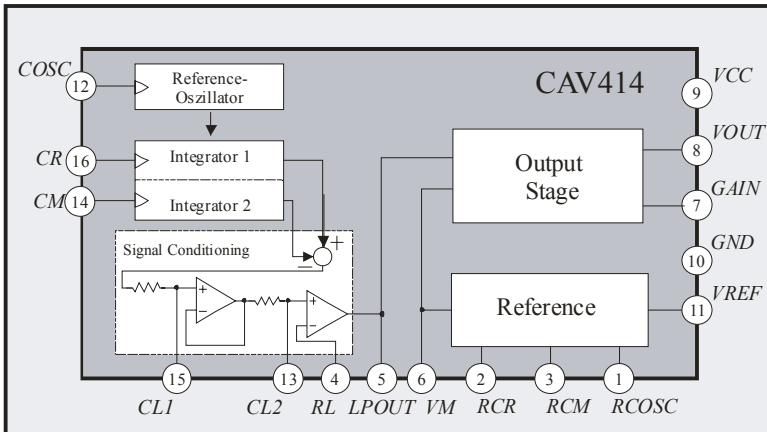 COSC
12
Reference-
Oszillator
CAV414
VCC
9
CR
16
Integrator 1
CM
14
Integrator 2
Output
Stage
VOUT
8
GAIN
7
GND
10
Signal Conditioning
+
−
Reference
VREF
11
+
−
+
−
15
13
4
5
6
2
3
1
CL1
CL2
RL
LPOUT
VM
RCR
RCM
RCOSC